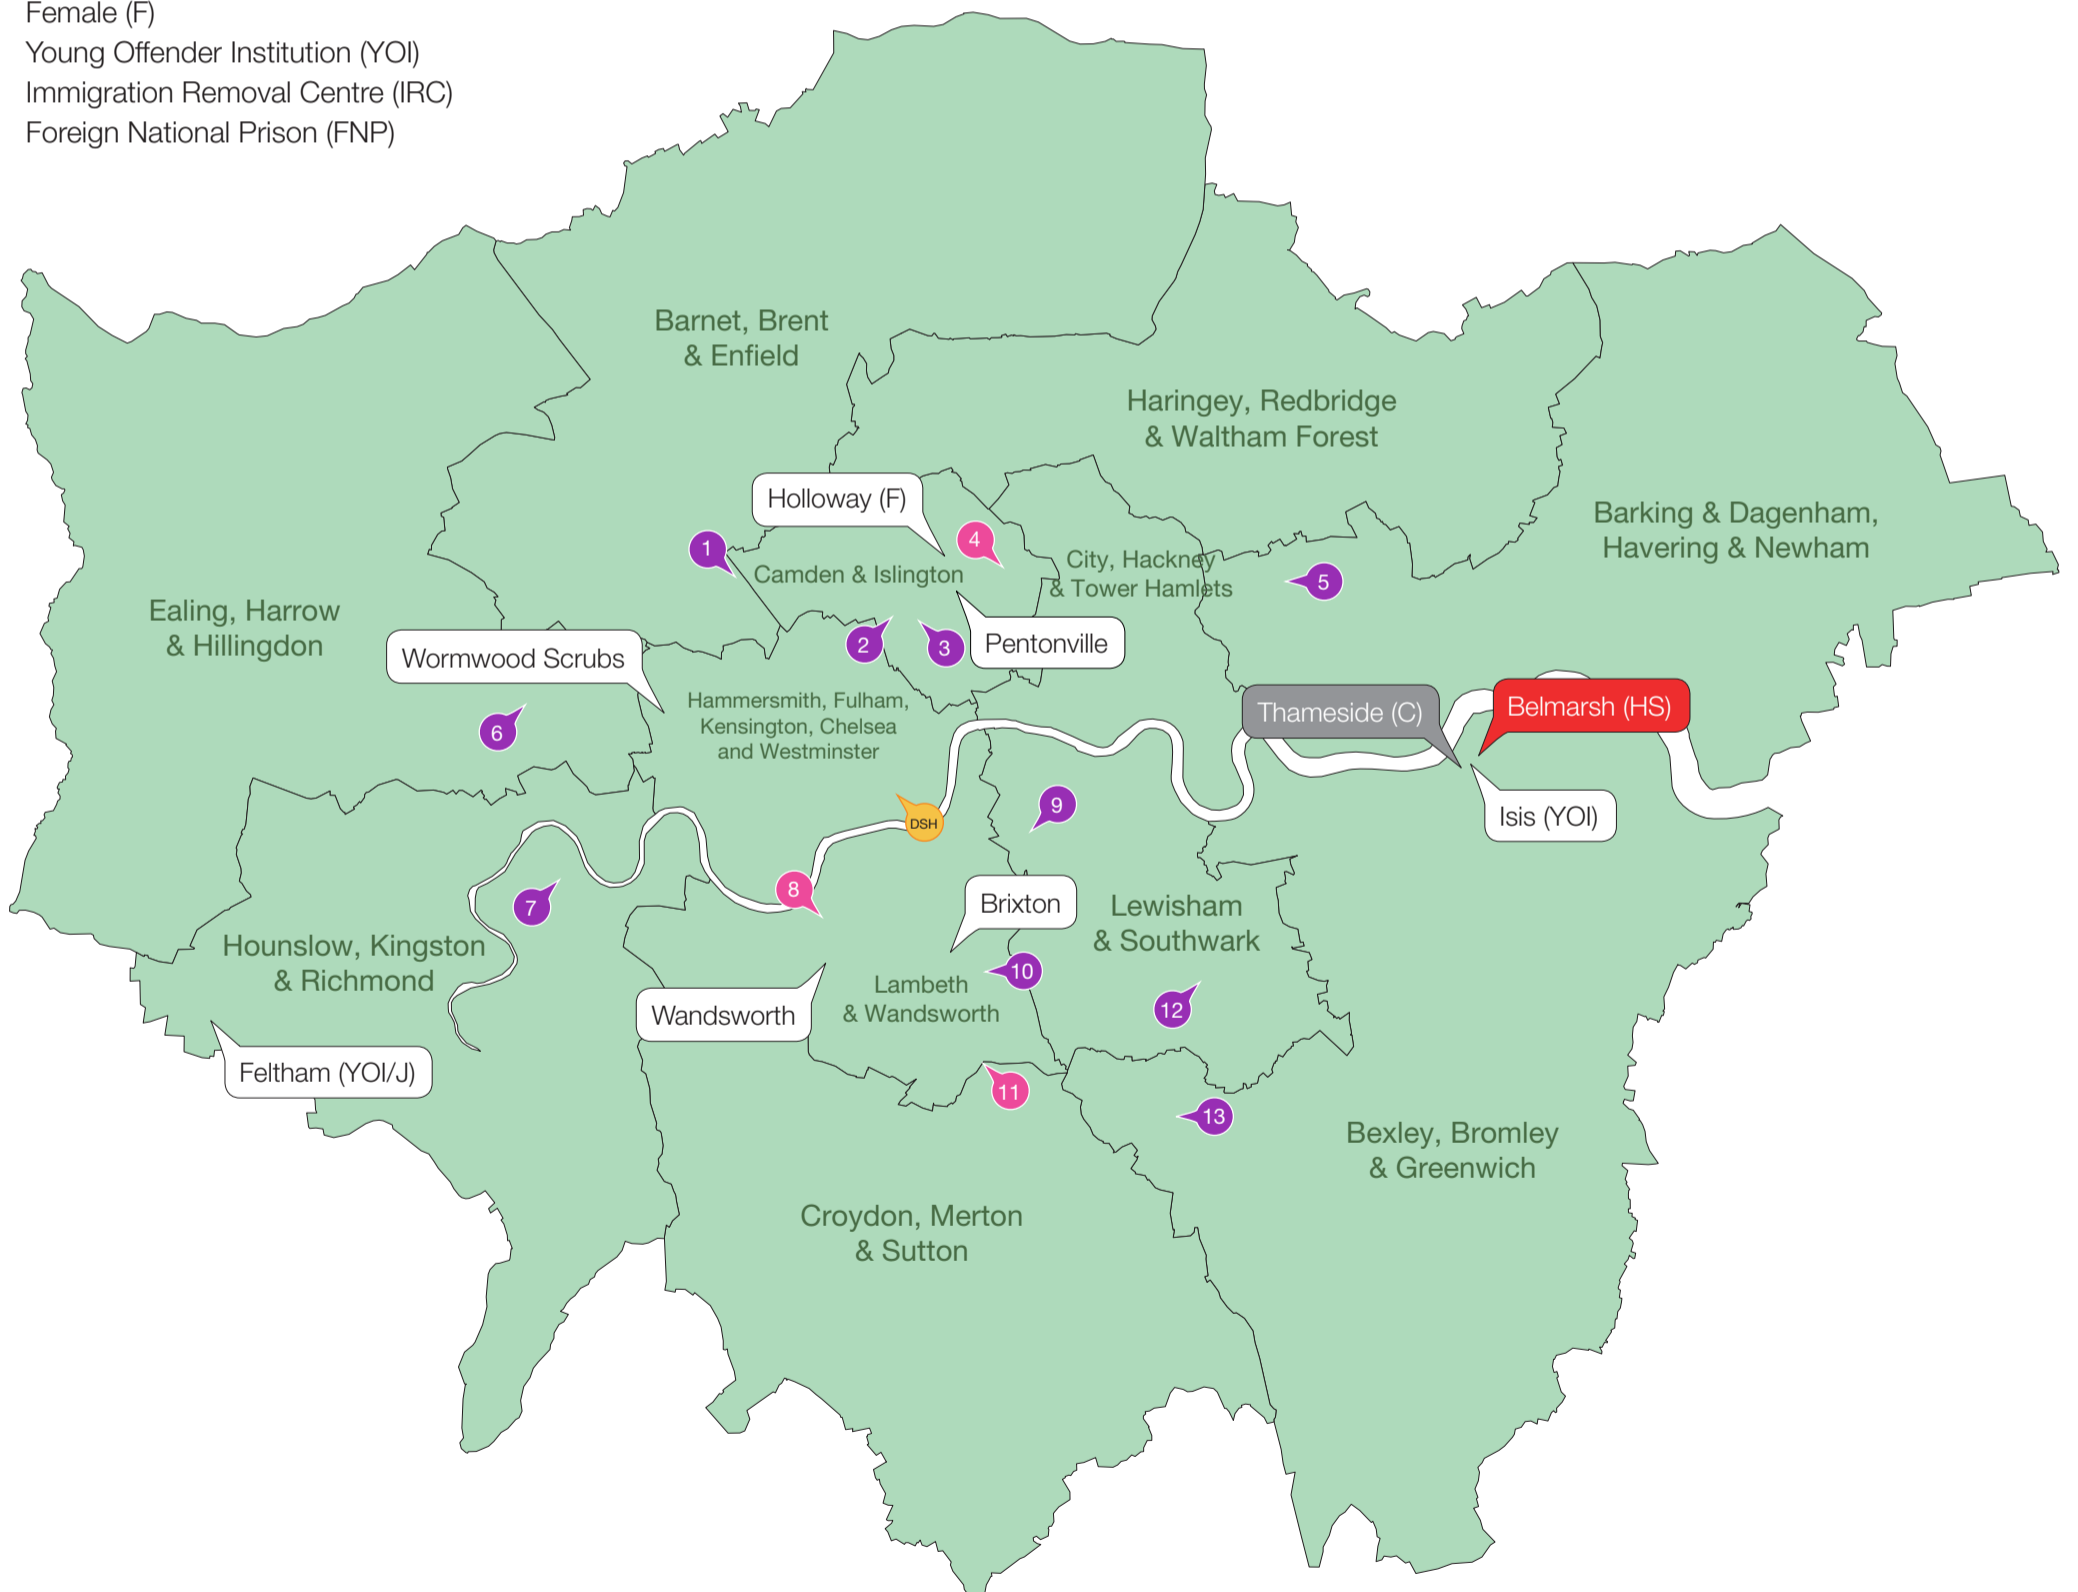 Female (F)
Young Offender Institution (YOI)
Immigration Removal Centre (IRC)
Foreign National Prison (FNP)
Barnet, Brent
& Enfield
Haringey, Redbridge
& Waltham Forest
Holloway (F)
4
Barking & Dagenham,
Havering & Newham
1
Camden & Islington
City, Hackney
& Tower Hamlets
5
Ealing, Harrow
& Hillingdon
Wormwood Scrubs
2
3
Pentonville
6
Hammersmith, Fulham,
Kensington, Chelsea
and Westminster
Thameside (C)
Belmarsh (HS)
Isis (YOI)
DSH
9
8
7
Brixton
Lewisham
& Southwark
Hounslow, Kingston
& Richmond
10
Lambeth
& Wandsworth
12
Wandsworth
Feltham (YOI/J)
11
13
Bexley, Bromley
& Greenwich
Croydon, Merton
& Sutton